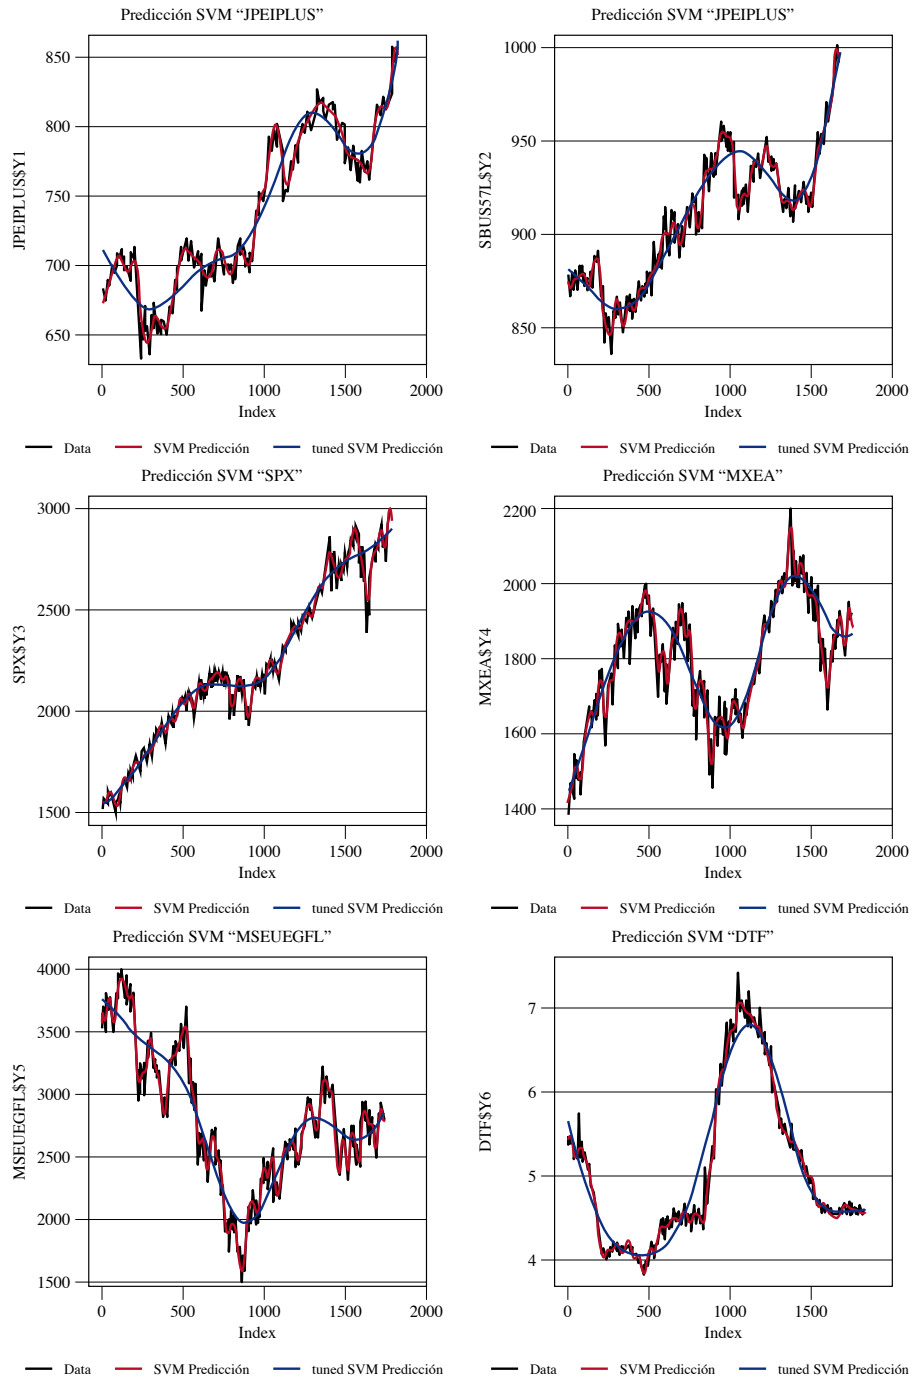 Predicción SVM “JPEIPLUS”
JPEIPLUS$Y1
850
800
750
700
650
0 500 1000 1500 2000
Index
Data SVM Predicción tuned SVM Predicción
Predicción SVM “JPEIPLUS”
SBUS57L$Y2
1000
950
900
850
0 500 1000 1500 2000
Index
Data SVM Predicción tuned SVM Predicción
Predicción SVM “SPX”
SPX$Y3
3000
2500
2000
1500
0 500 1000 1500 2000
Index
Data SVM Predicción tuned SVM Predicción
Predicción SVM “MXEA”
MXEA$Y4
2200
2000
1800
1600
1400
0 500 1000 1500 2000
Index
Data SVM Predicción tuned SVM Predicción
Predicción SVM “MSEUEGFL”
MSEUEGFL$Y5
4000
3500
3000
2500
2000
1500
0 500 1000 1500 2000
Index
Data SVM Predicción tuned SVM Predicción
Predicción SVM “DTF”
DTF$Y6
7
6
5
4
0 500 1000 1500
Index
Data SVM Predicción tuned SVM Predicción